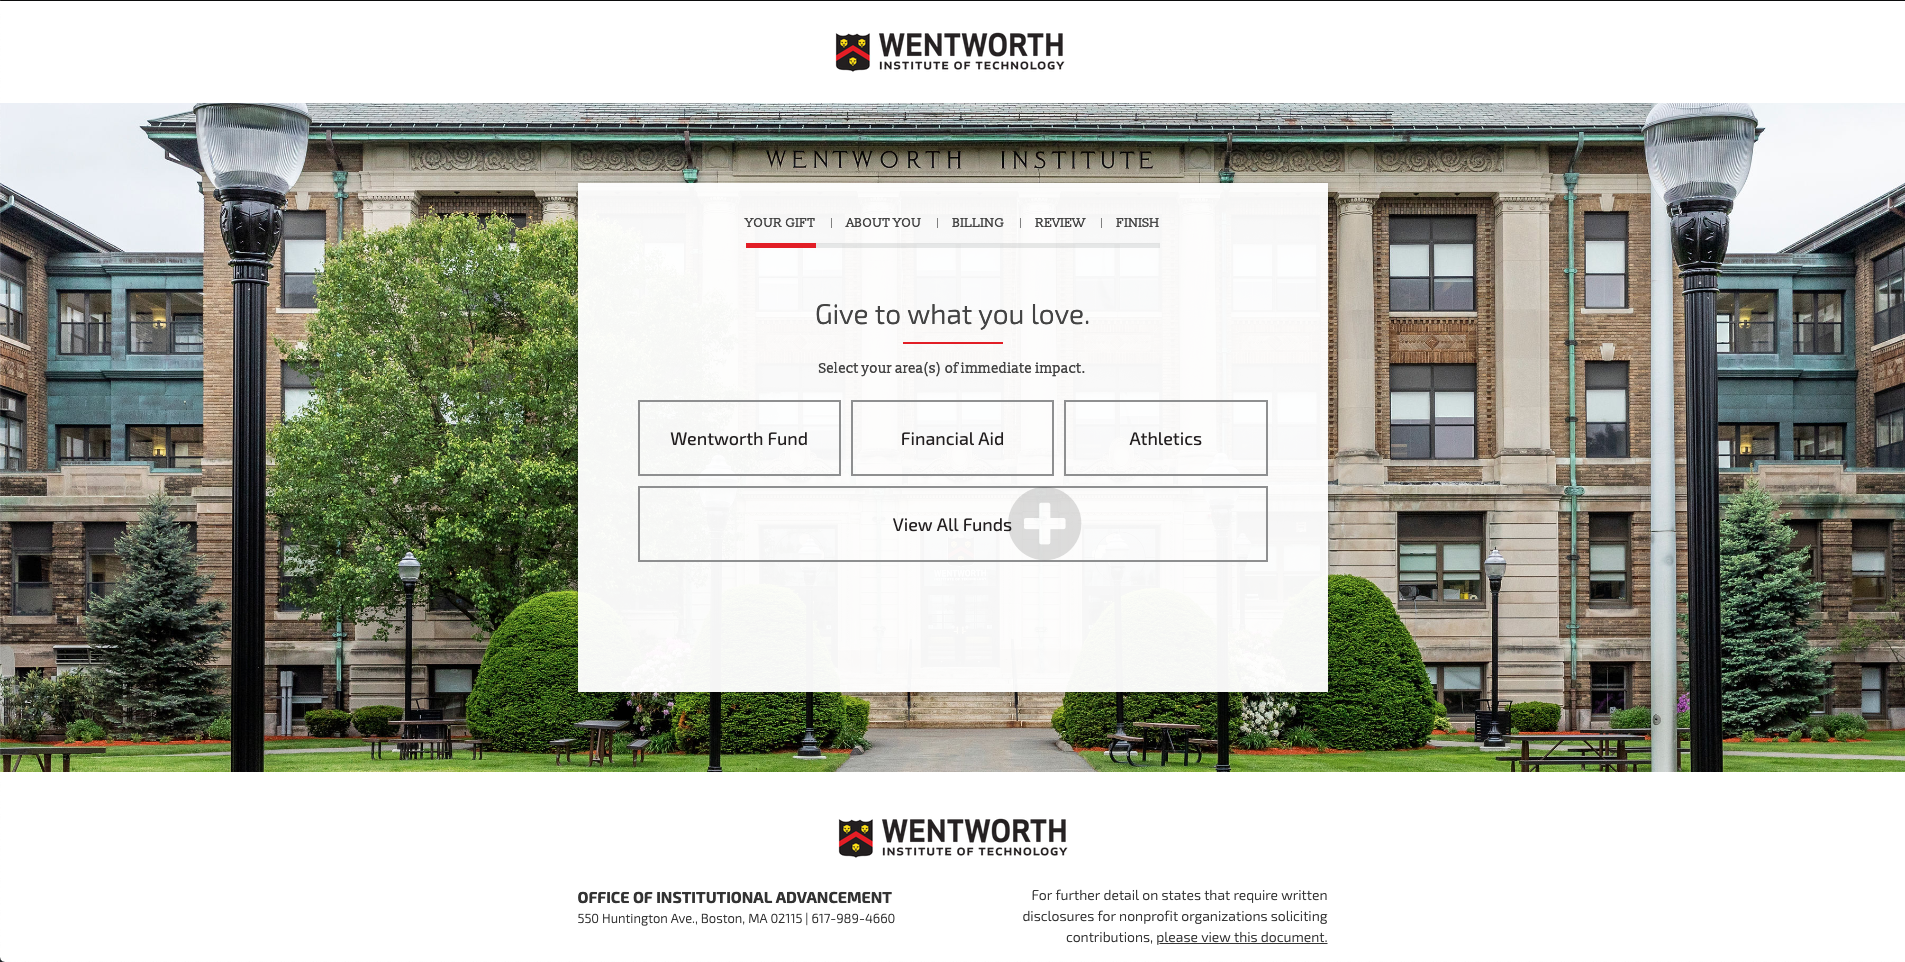 WENTWORTH
INSTITUTE OF TECHNOLOGY
WENTWORTH INSTITUTE
YOUR GIFT | ABOUT YOU | BILLING | REVIEW | FINISH
Give to what you love.
Select your area(s) of immediate impact.
Wentworth Fund
Financial Aid
Athletics
View All Funds
WENTWORTH
INSTITUTE OF TECHNOLOGY
OFFICE OF INSTITUTIONAL ADVANCEMENT
550 Huntington Ave., Boston, MA 02115 | 617-989-4660
For further detail on states that require written
disclosures for nonprofit organizations soliciting
contributions, please view this document.